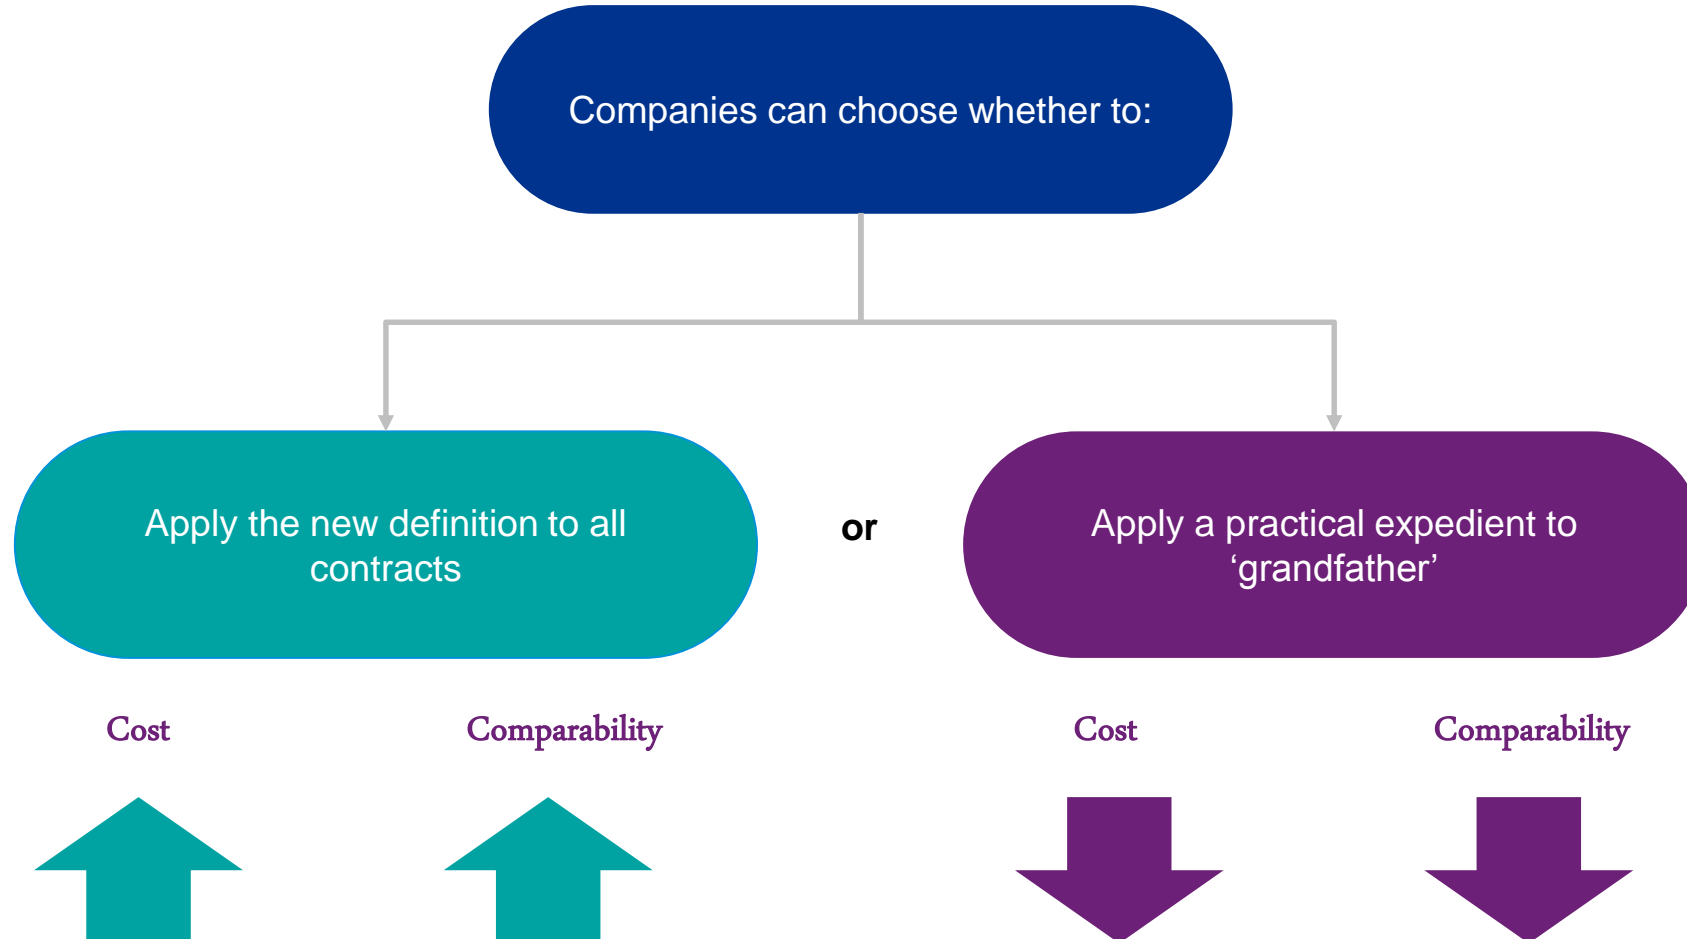 Companies can choose whether to:
Apply the new definition to all
contracts
or
Apply a practical expedient to
‘grandfather’
Cost
Comparability
Cost
Comparability